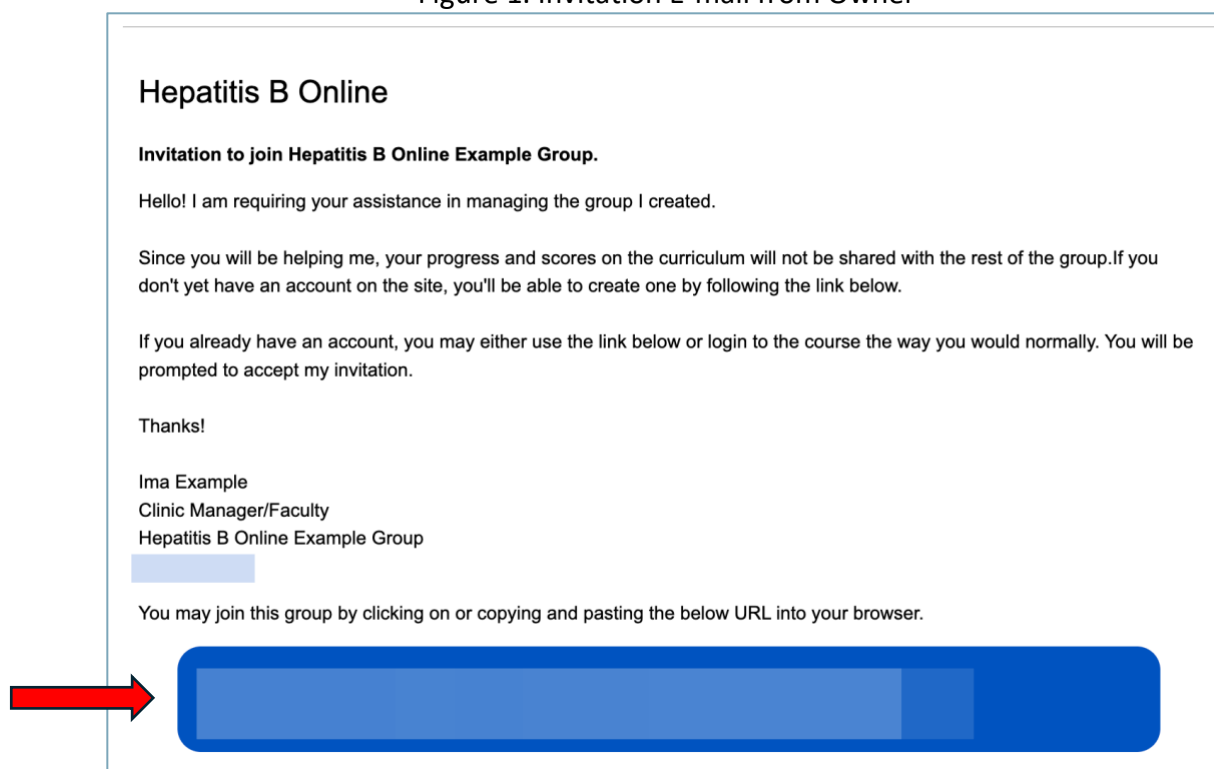 Figure 1. Invitation E-mail from Owner
Hepatitis B Online
Invitation to join Hepatitis B Online Example Group.
Hello! I am requiring your assistance in managing the group I created.
Since you will be helping me, your progress and scores on the curriculum will not be shared with the rest of the group.If you
don't yet have an account on the site, you'll be able to create one by following the link below.
If you already have an account, you may either use the link below or login to the course the way you would normally. You will be
prompted to accept my invitation.
Thanks!
Ima Example
Clinic Manager/Faculty
Hepatitis B Online Example Group
You may join this group by clicking on or copying and pasting the below URL into your browser.